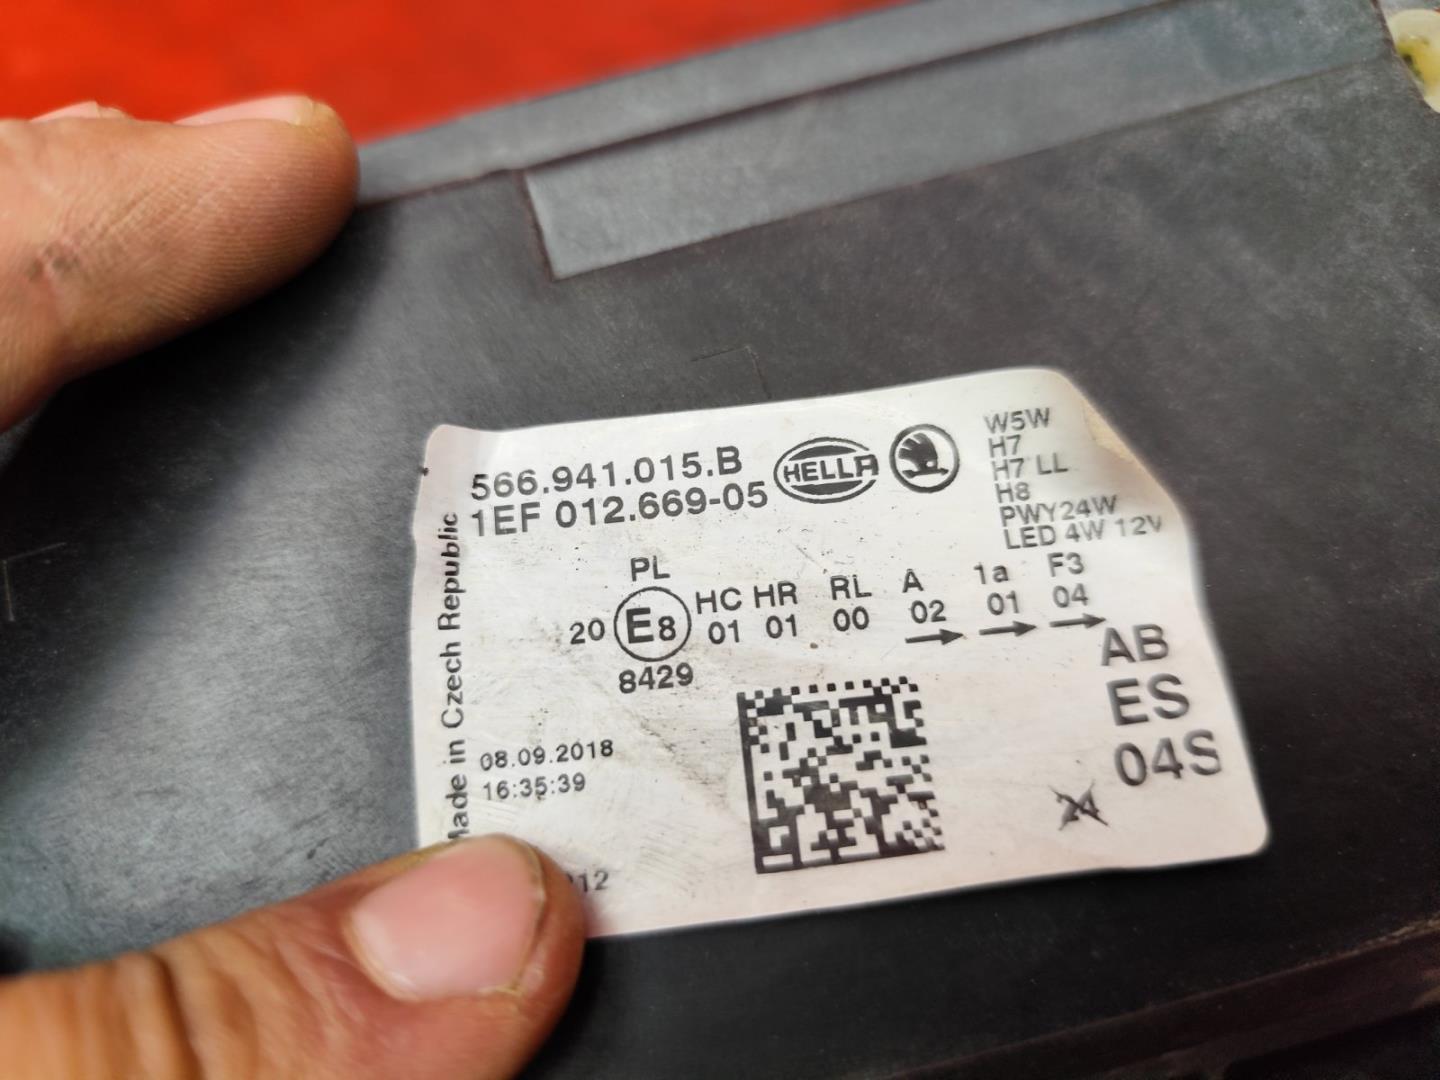 566.941.015.B
1EF 012.669-05
HELLA
W5W
H7
H7 LL
H8
PWY24W
LED 4W 12V
PL
20 E8
8429
HC HR RL A 1a F3
01 01 00 02 01 04
AB
ES
04S
Made in Czech Republic
08.09.2018
16:35:39